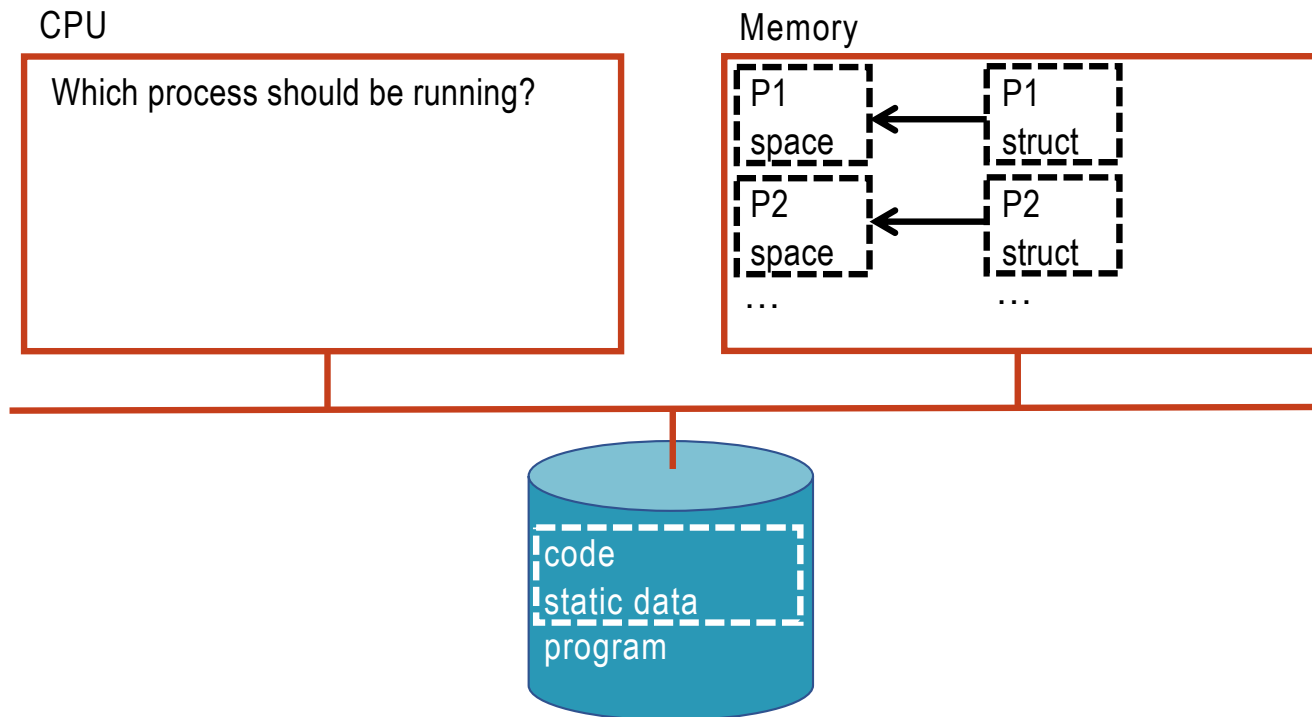 CPU
Which process should be running?
Memory
P1
space
P1
struct
P2
space
P2
struct
...
...
code
static data
program